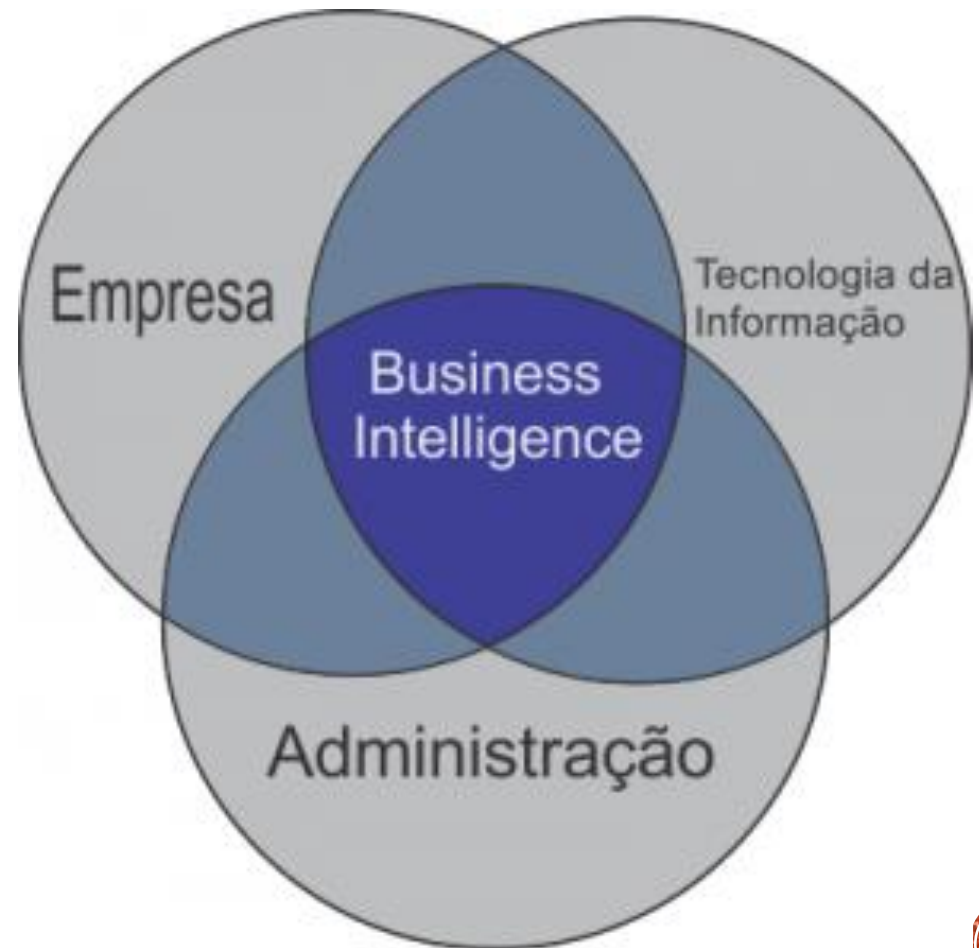 Empresa
Tecnologia da
Informação
Business
Intelligence
Administração